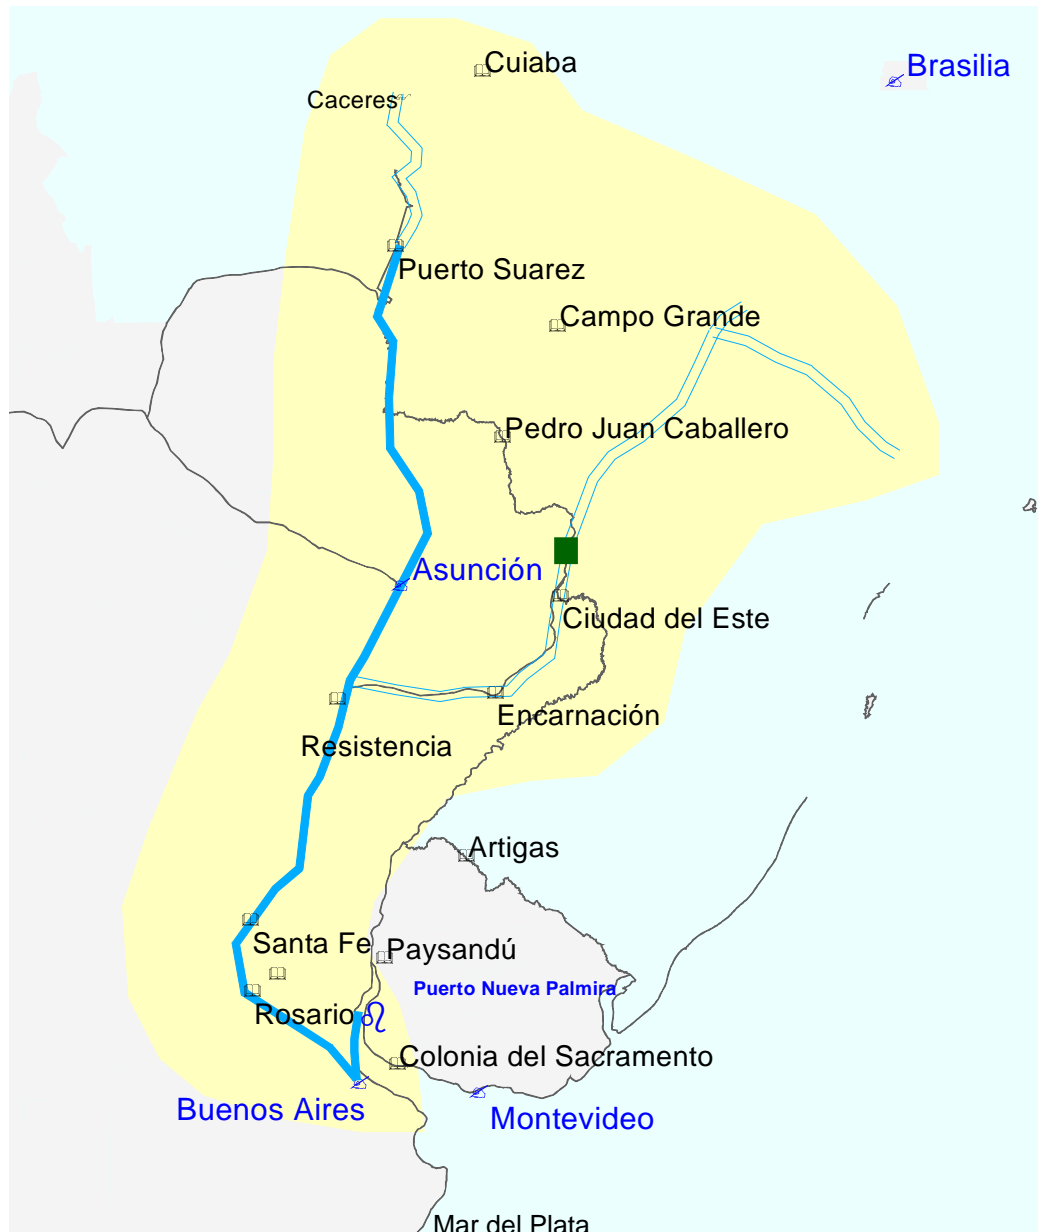 Cuiaba
Brasilia
Caceres
Puerto Suarez
Campo Grande
Pedro Juan Caballero
Asunción
Ciudad del Este
Encarnación
Resistencia
Artigas
Santa Fe
Paysandú
Puerto Nueva Palmira
Rosario
Colonia del Sacramento
Buenos Aires
Montevideo
Mar del Plata